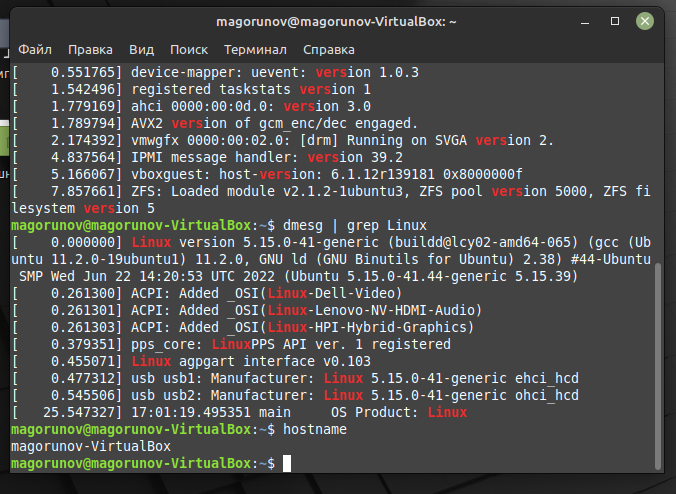 magorunov@magorunov-VirtualBox: ~
Файл Правка Вид Поиск Терминал Справка
[    0.551765] device-mapper: uevent: version 1.0.3
[    1.542496] registered taskstats version 1
[    1.779169] ahci 0000:00:0d.0: version 3.0
[    1.789794] AVX2 version of gcm_enc/dec engaged.
[    2.174392] vmwgfx 0000:00:02.0: [drm] Running on SVGA version 2.
[    4.837564] IPMI message handler: version 39.2
[    5.166067] vboxguest: host-version: 6.1.12r139181 0x8000000f
[    7.857661] ZFS: Loaded module v2.1.2-1ubuntu3, ZFS pool version 5000, ZFS fi
lesystem version 5
magorunov@magorunov-VirtualBox:~$ dmesg | grep Linux
[    0.000000] Linux version 5.15.0-41-generic (buildd@lcy02-amd64-065) (gcc (Ub
untu 11.2.0-19ubuntu1) 11.2.0, GNU ld (GNU Binutils for Ubuntu) 2.38) #44-Ubuntu
 SMP Wed Jun 22 14:20:53 UTC 2022 (Ubuntu 5.15.0-41.44-generic 5.15.39)
[    0.261300] ACPI: Added _OSI(Linux-Dell-Video)
[    0.261301] ACPI: Added _OSI(Linux-Lenovo-NV-HDMI-Audio)
[    0.261303] ACPI: Added _OSI(Linux-HPI-Hybrid-Graphics)
[    0.379351] pps_core: LinuxPPS API ver. 1 registered
[    0.455071] Linux agpgart interface v0.103
[    0.477312] usb usb1: Manufacturer: Linux 5.15.0-41-generic ehci_hcd
[    0.545506] usb usb2: Manufacturer: Linux 5.15.0-41-generic ohci_hcd
[   25.547327] 17:01:19.495351 main     OS Product: Linux
magorunov@magorunov-VirtualBox:~$ hostname
magorunov-VirtualBox
magorunov@magorunov-VirtualBox:~$